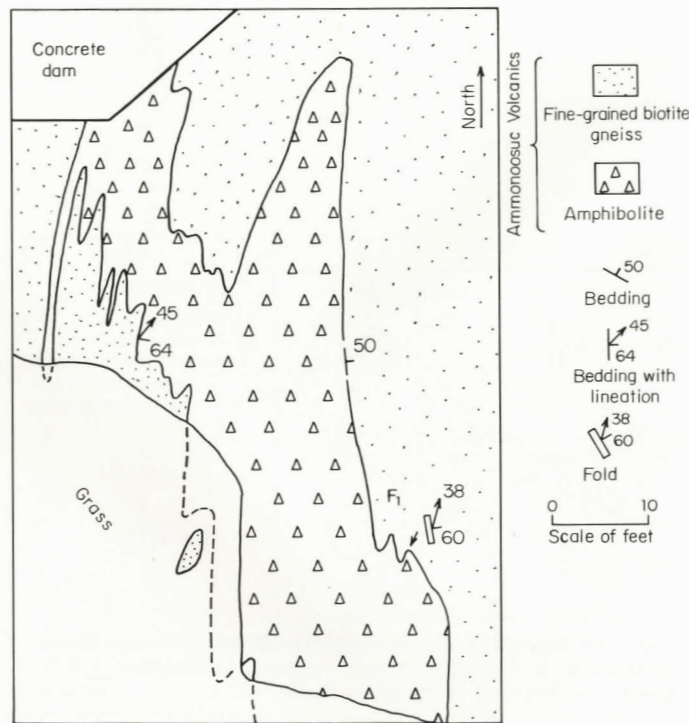 Concrete
dam
North
Grass
45
64
50
F1
38
60
Ammonoosuc Volcanics
Fine-grained biotite
gneiss
Amphibolite
50
Bedding
45
64
Bedding with
lineation
38
60
Fold
0 10
Scale of feet